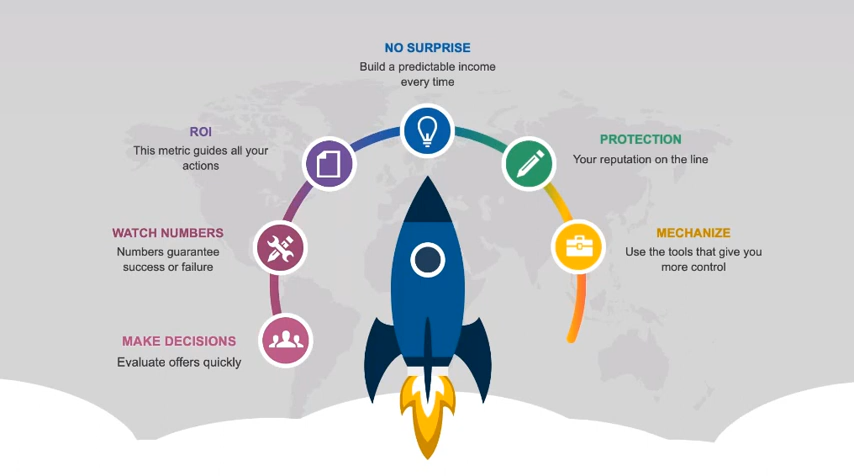 NO SURPRISE
Build a predictable income
every time
ROI
This metric guides all your
actions
PROTECTION
Your reputation on the line
WATCH NUMBERS
Numbers guarantee
success or failure
MECHANIZE
Use the tools that give you
more control
MAKE DECISIONS
Evaluate offers quickly